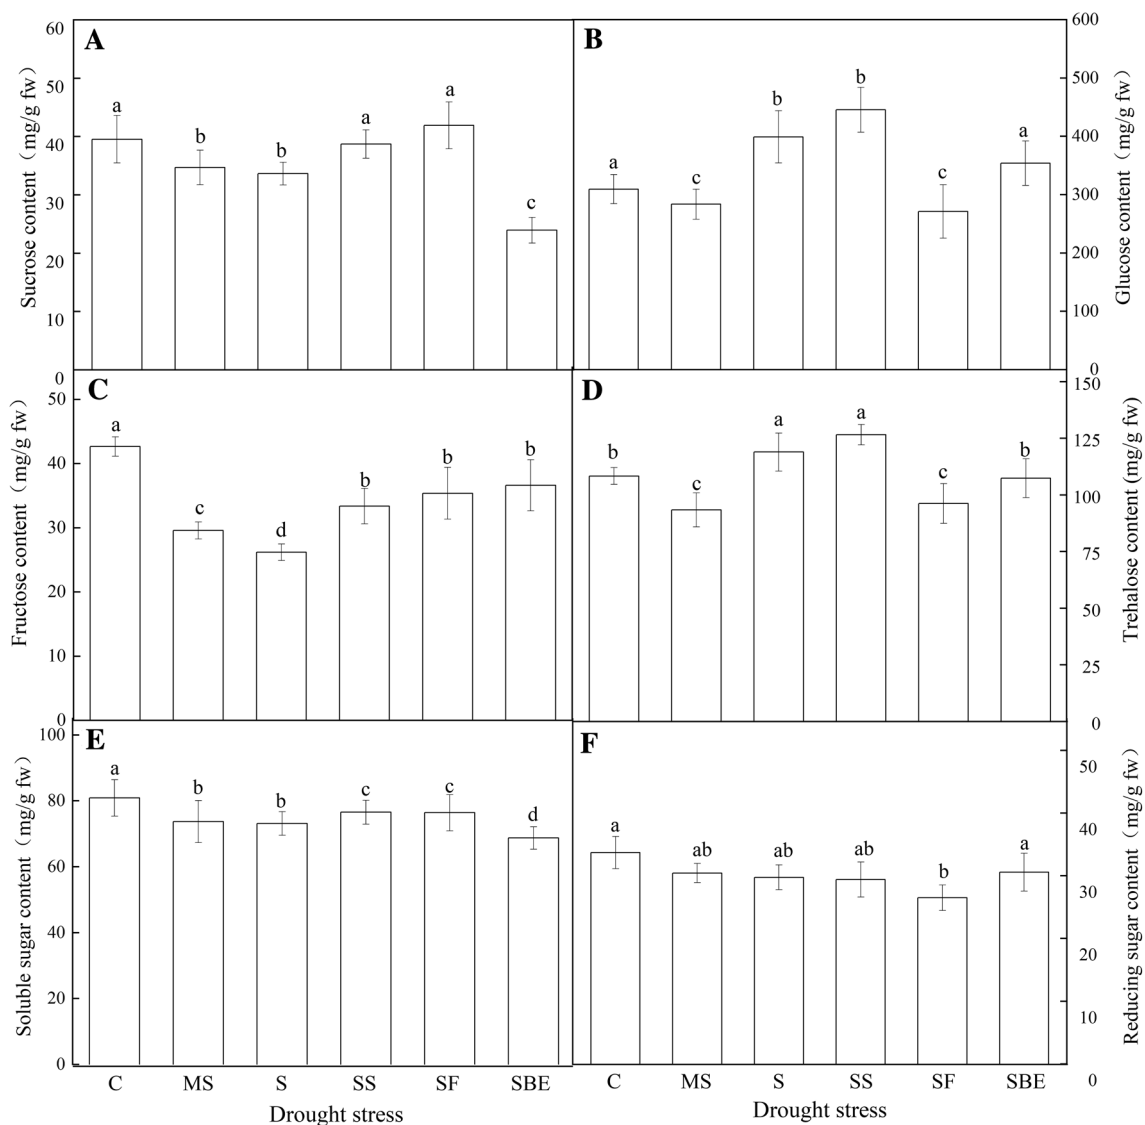 A
Sucrose content（mg/g fw）
60
50
40
30
20
10
0
a
b
b
a
a
c
B
Glucose content（mg/g fw）
600
500
400
300
200
100
0
a
c
b
b
c
a
C
Fructose content（mg/g fw）
50
40
30
20
10
0
a
c
d
b
b
b
D
Trehalose content (mg/g fw)
150
125
100
75
50
25
0
b
c
a
a
c
b
E
Soluble sugar content（mg/g fw）
100
80
60
40
20
0
a
b
b
c
c
d
C MS S SS SF SBE
Drought stress
F
Reducing sugar content（mg/g fw）
50
40
30
20
10
0
a
ab
ab
ab
b
a
C MS S SS SF SBE
Drought stress